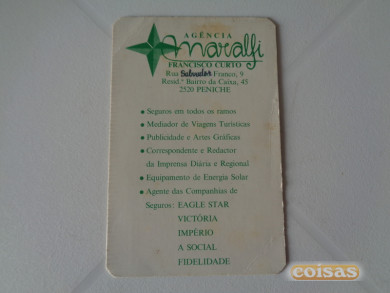 AGÊNCIA
Amaralfi
FRANCISCO CURTO
Rua Salvador Franco, 9
Resid.ª Bairro da Caixa, 45
2520 PENICHE
• Seguros em todos os ramos
• Mediador de Viagens Turísticas
• Publicidade e Artes Gráficas
• Correspondente e Redactor
da Imprensa Diária e Regional
• Equipamento de Energia Solar
• Agente das Companhias de
Seguros: EAGLE STAR
VICTÓRIA
IMPÉRIO
A SOCIAL
FIDELIDADE
coisas